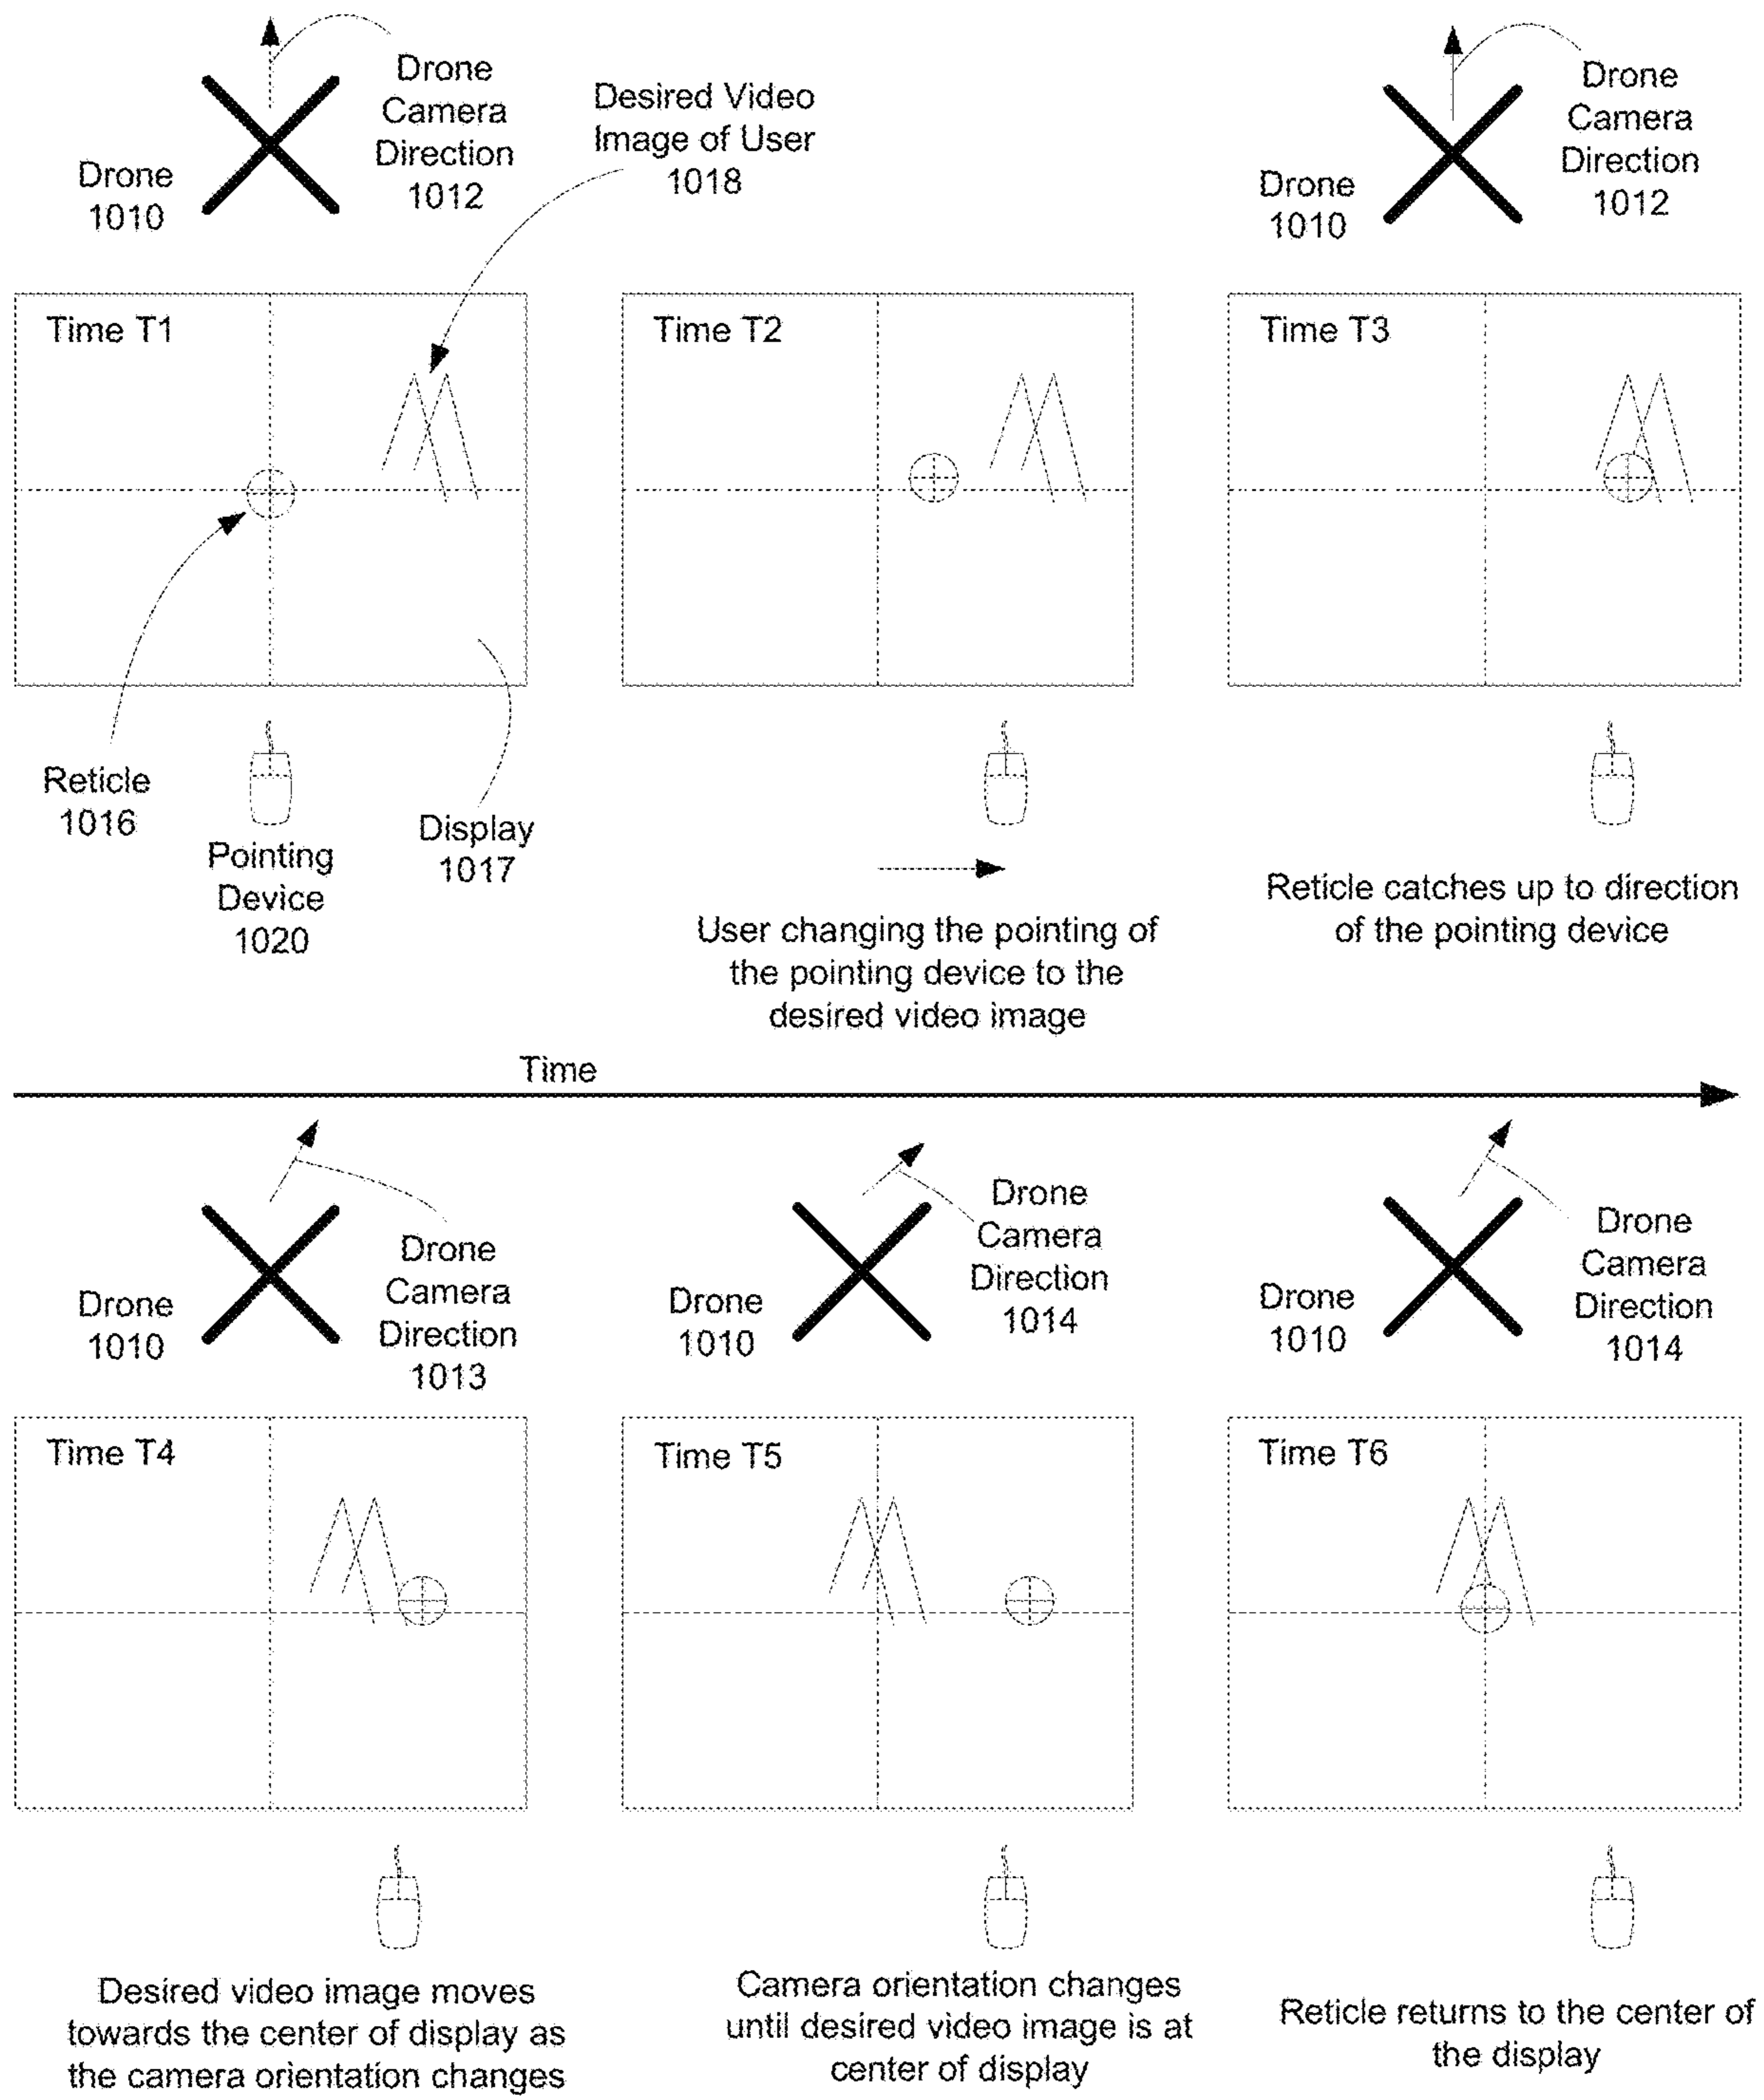 Drone
Camera
Direction
1012
Drone
1010
Desired Video
Image of User
1018
Drone
Camera
Direction
1012
Drone
1010
Time T1
Time T2
Time T3
Reticle
1016
Pointing
Device
1020
Display
1017
User changing the pointing of
the pointing device to the
desired video image
Reticle catches up to direction
of the pointing device
Time
Drone
Camera
Direction
1013
Drone
1010
Drone
Camera
Direction
1014
Drone
1010
Drone
Camera
Direction
1014
Drone
1010
Time T4
Time T5
Time T6
Desired video image moves
towards the center of display as
the camera orientation changes
Camera orientation changes
until desired video image is at
center of display
Reticle returns to the center of
the display